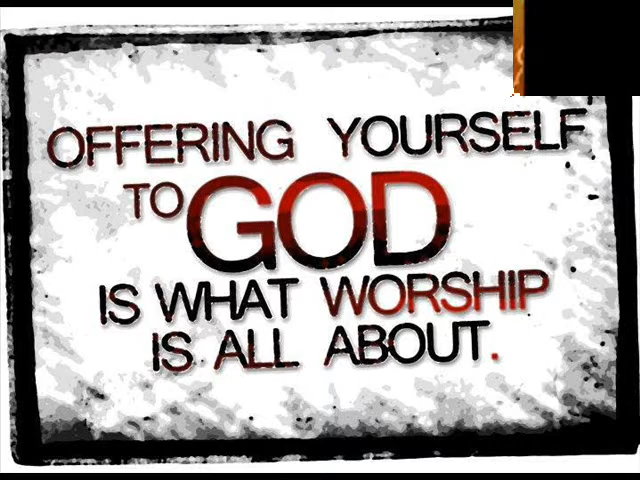 OFFERING YOURSELF
TO GOD
IS WHAT WORSHIP
IS ALL ABOUT.